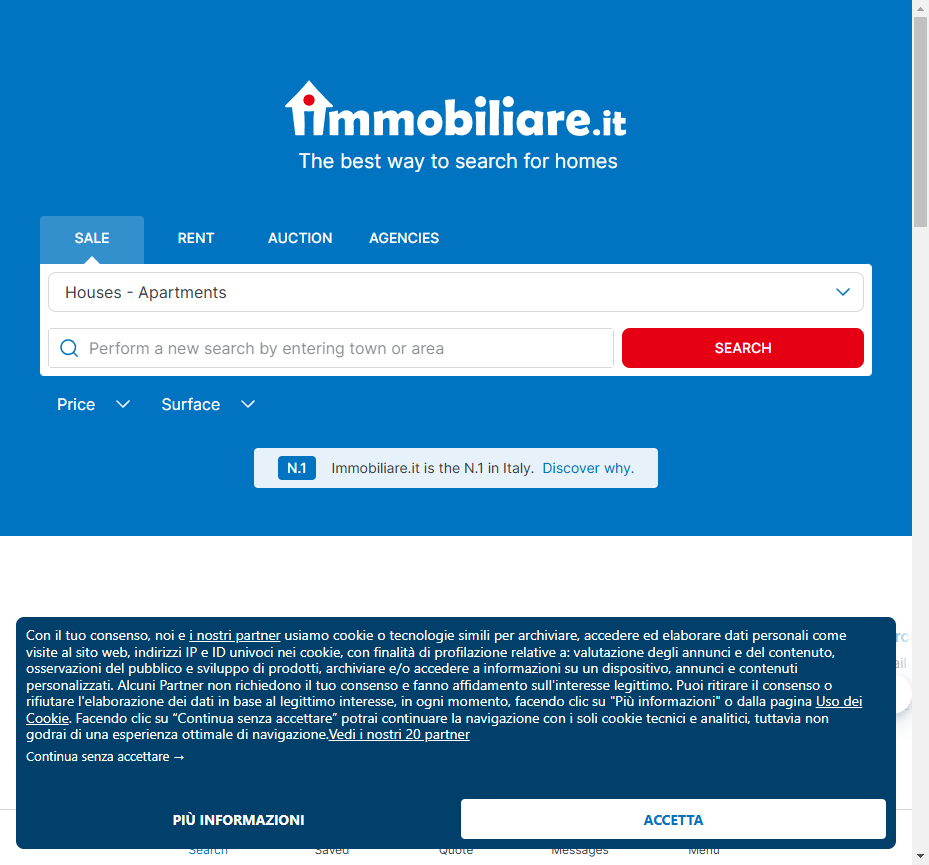 immobiliare.it
The best way to search for homes
SALE RENT AUCTION AGENCIES
Houses - Apartments
Perform a new search by entering town or area SEARCH
Price Surface
N.1 Immobiliare.it is the N.1 in Italy. Discover why.
Con il tuo consenso, noi e i nostri partner usiamo cookie o tecnologie simili per archiviare, accedere ed elaborare dati personali come
visite al sito web, indirizzi IP e ID univoci nei cookie, con finalità di profilazione relative a: valutazione degli annunci e del contenuto,
osservazioni del pubblico e sviluppo di prodotti, archiviare e/o accedere a informazioni su un dispositivo, annunci e contenuti
personalizzati. Alcuni Partner non richiedono il tuo consenso e fanno affidamento sull'interesse legittimo. Puoi ritirare il consenso o
rifiutare l'elaborazione dei dati in base al legittimo interesse, in ogni momento, facendo clic su "Più informazioni" o dalla pagina Uso dei
Cookie. Facendo clic su “Continua senza accettare” potrai continuare la navigazione con i soli cookie tecnici e analitici, tuttavia non
godrai di una esperienza ottimale di navigazione.Vedi i nostri 20 partner
Continua senza accettare →
PIÙ INFORMAZIONI ACCETTA
Search Saved Quote Messages Menu